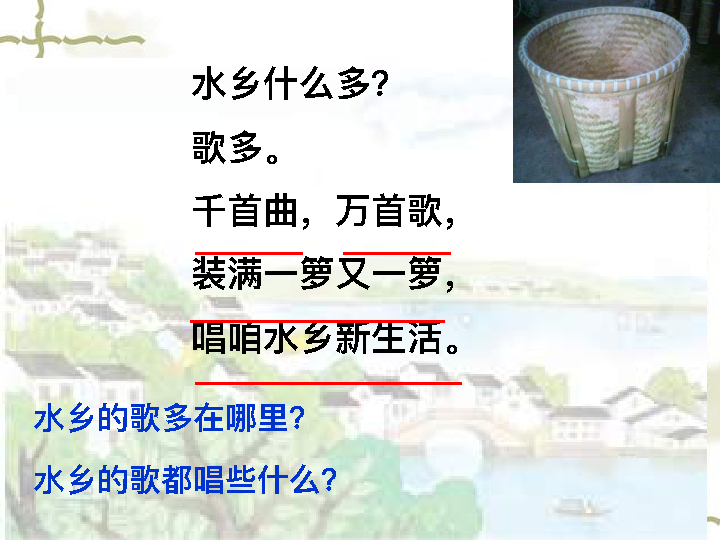 水乡什么多?
歌多。
千首曲，万首歌，
装满一箩又一箩，
唱咱水乡新生活。
水乡的歌多在哪里?
水乡的歌都唱些什么?